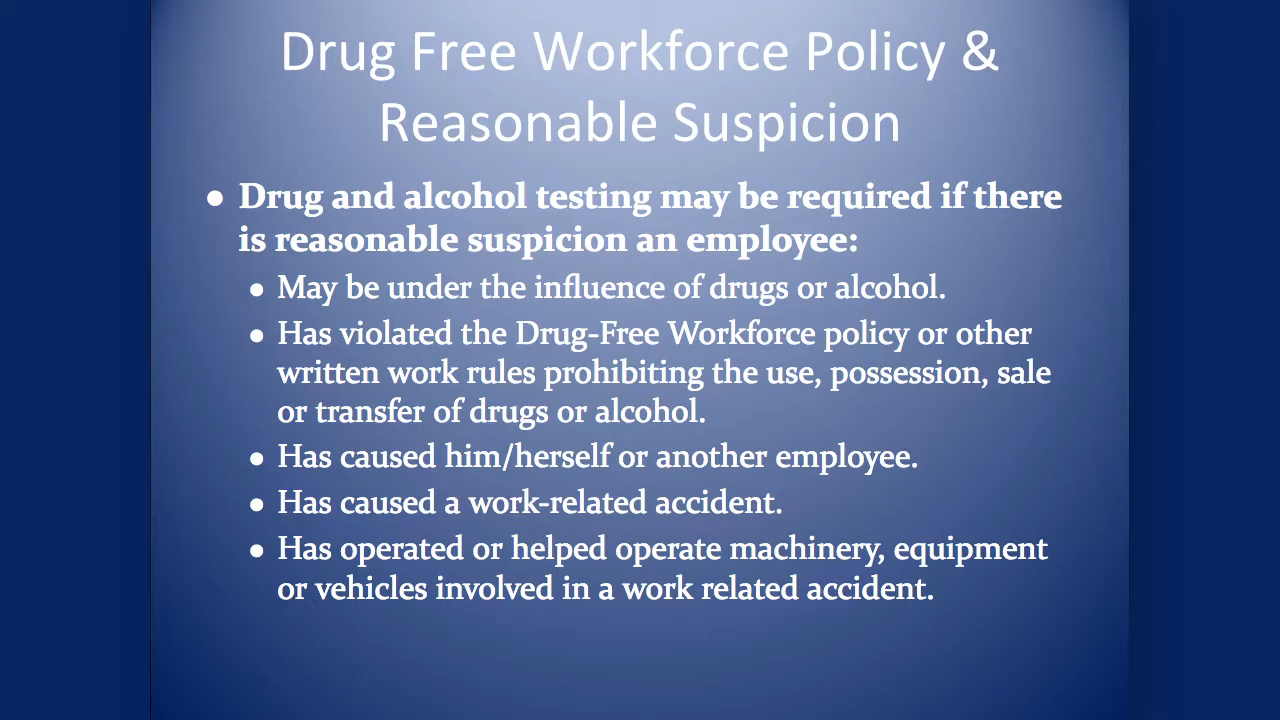 Drug Free Workforce Policy &
Reasonable Suspicion
• Drug and alcohol testing may be required if there
is reasonable suspicion an employee:
• May be under the influence of drugs or alcohol.
• Has violated the Drug-Free Workforce policy or other
written work rules prohibiting the use, possession, sale
or transfer of drugs or alcohol.
• Has caused him/herself or another employee.
• Has caused a work-related accident.
• Has operated or helped operate machinery, equipment
or vehicles involved in a work related accident.